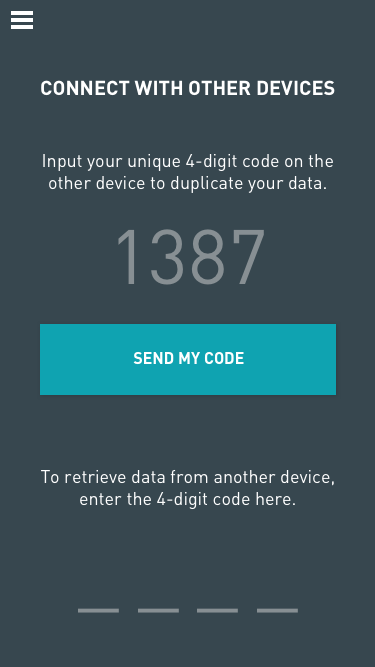 CONNECT WITH OTHER DEVICES
Input your unique 4-digit code on the
other device to duplicate your data.
1387
SEND MY CODE
To retrieve data from another device,
enter the 4-digit code here.